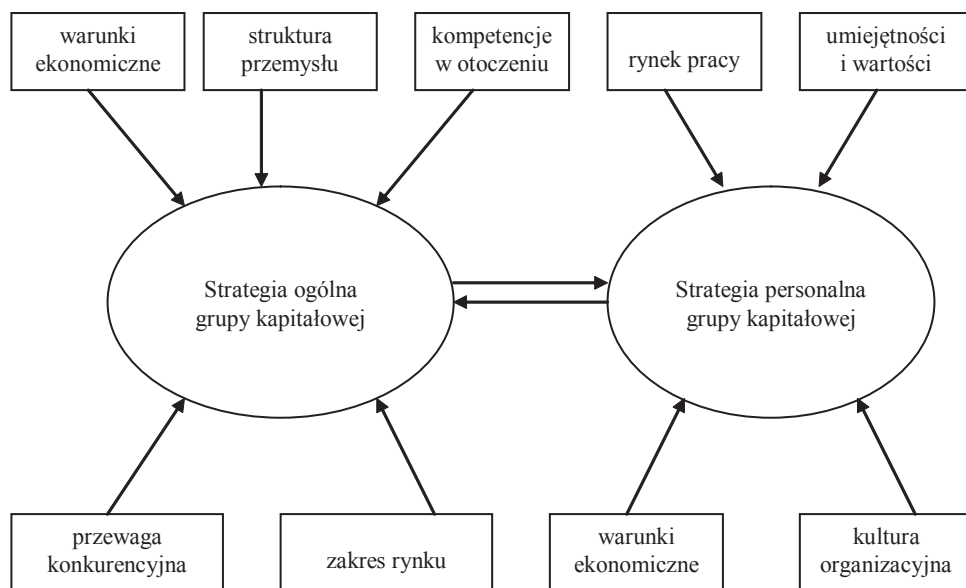 warunki
ekonomiczne
struktura
przemysłu
kompetencje
w otoczeniu
rynek pracy
umiejętności
i wartości
Strategia ogólna
grupy kapitałowej
Strategia personalna
grupy kapitałowej
przewaga
konkurencyjna
zakres rynku
warunki
ekonomiczne
kultura
organizacyjna